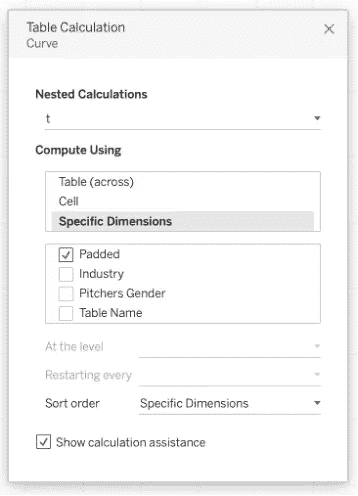 Table Calculation
Curve
Nested Calculations
t
Compute Using
Table (across)
Cell
Specific Dimensions
Padded
Industry
Pitchers Gender
Table Name
At the level
Restarting every
Sort order Specific Dimensions
Show calculation assistance